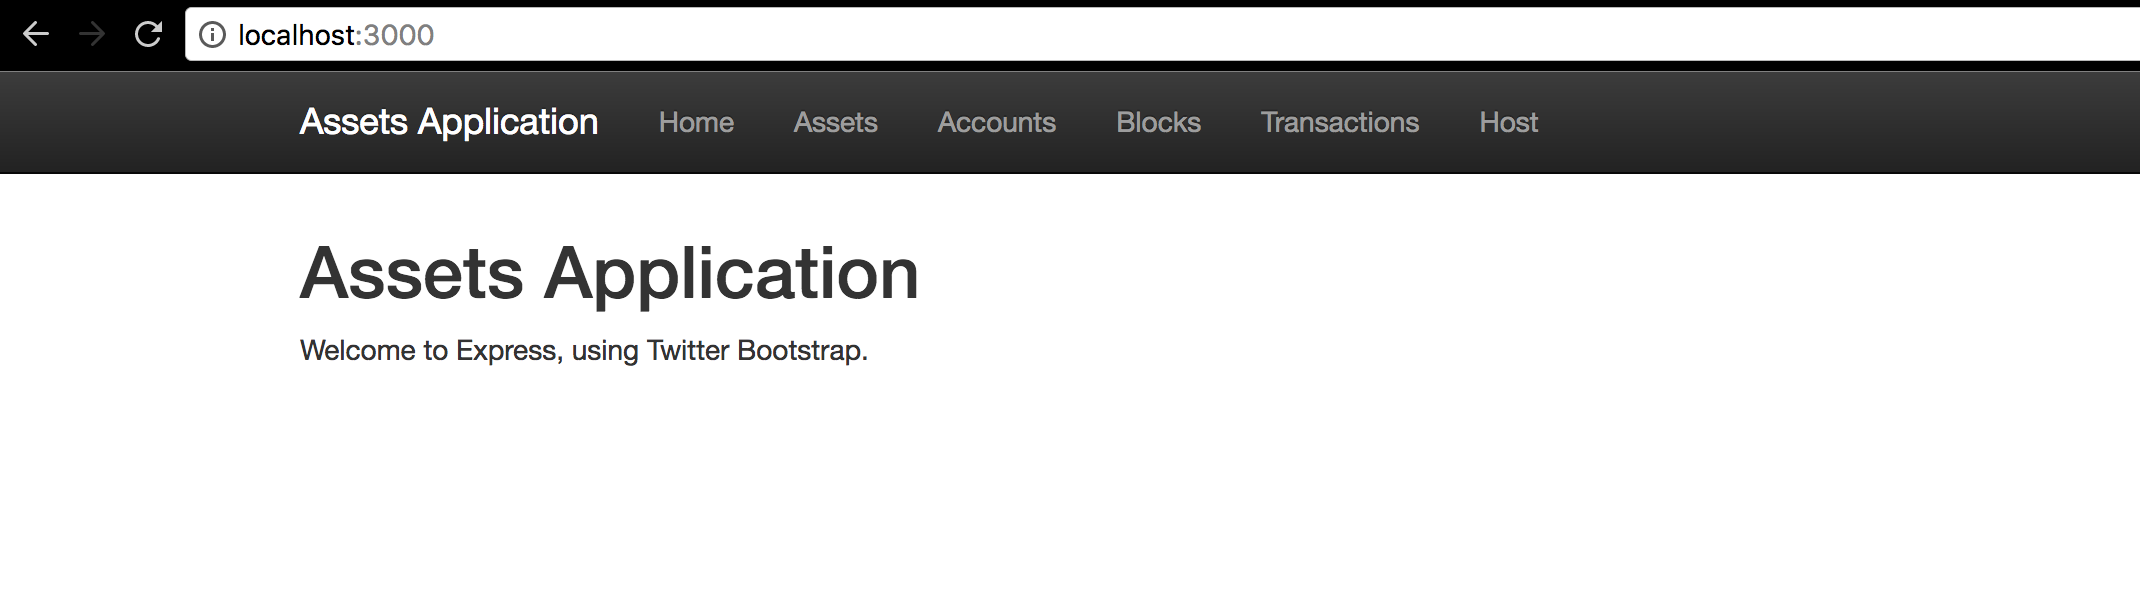 localhost:3000
Assets Application Home Assets Accounts Blocks Transactions Host
Assets Application
Welcome to Express, using Twitter Bootstrap.